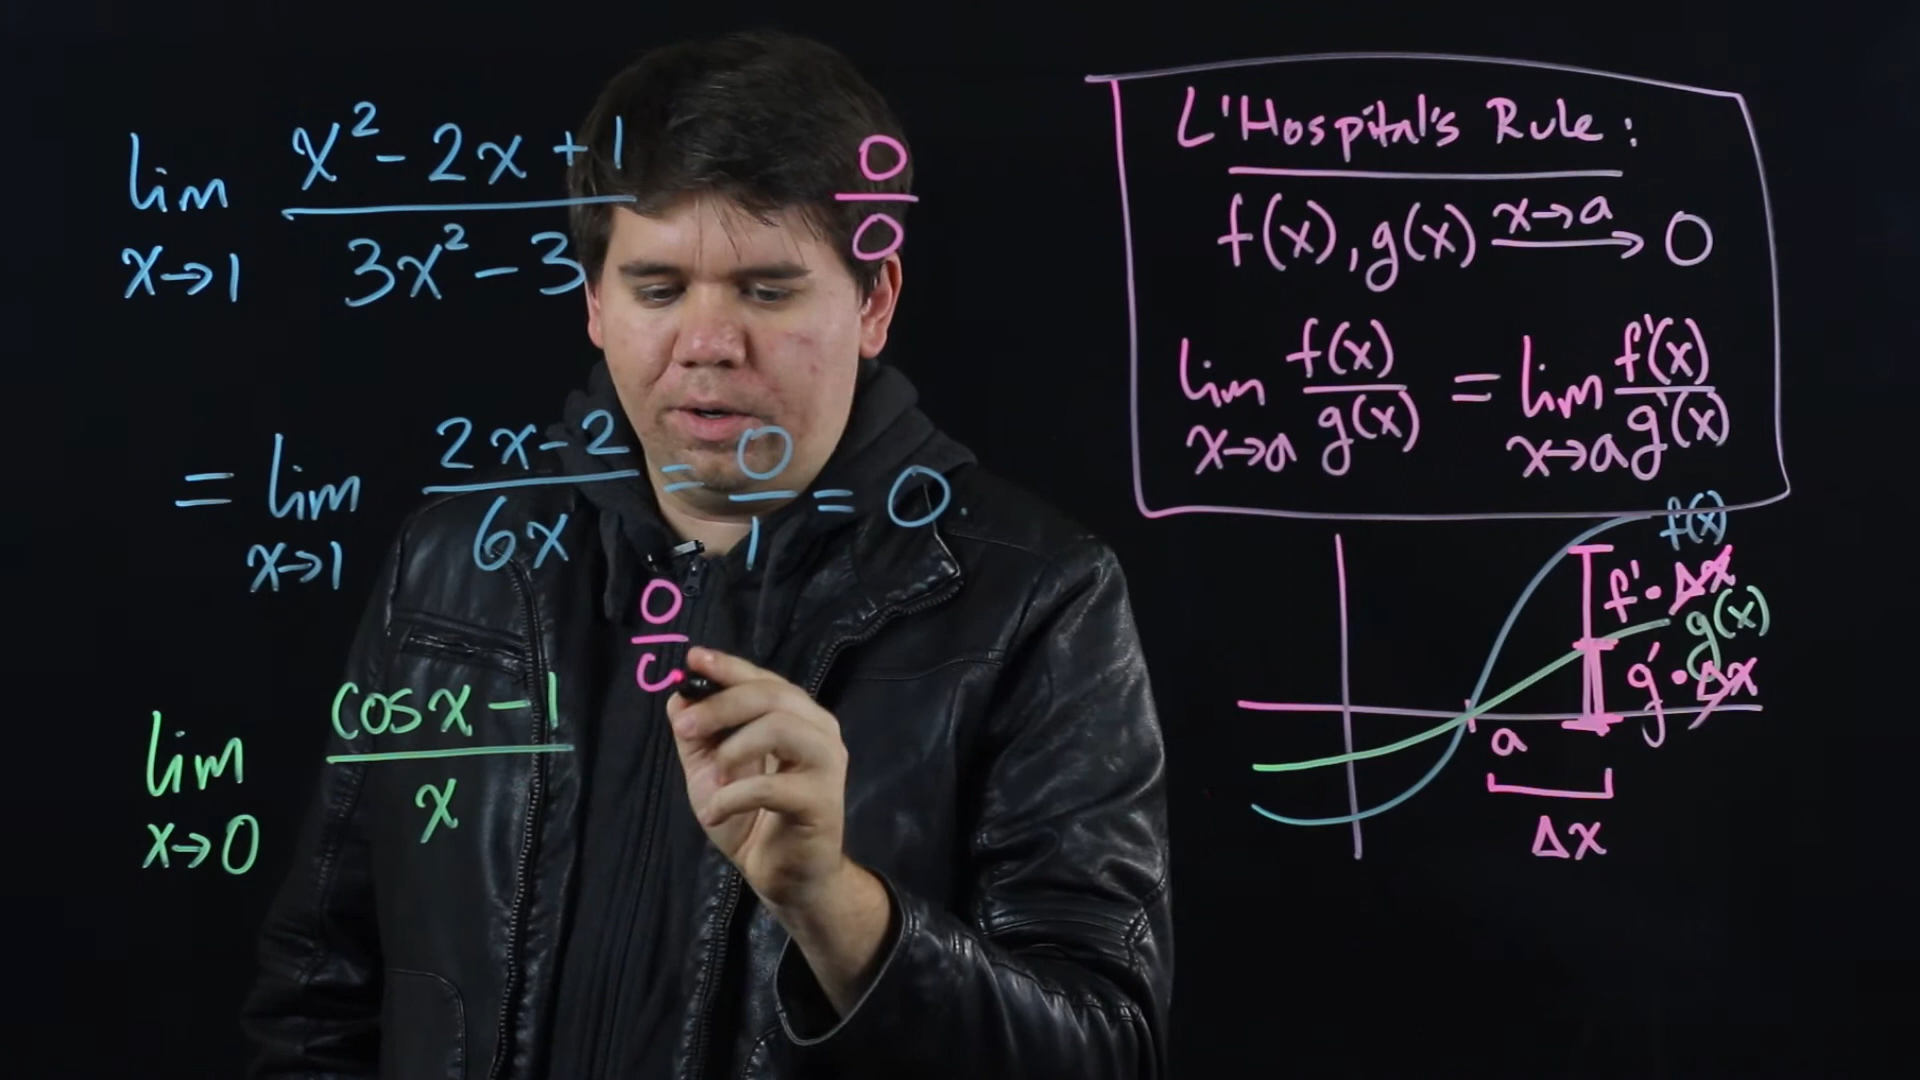 lim x→1 (x² - 2x + 1)/(3x² - 3) 0/0
= lim x→1 (2x - 2)/(6x) = 0/1 = 0.
0/
lim x→0 (cos x - 1)/x
L'Hospital's Rule:
f(x), g(x) x→a → 0
lim x→a f(x)/g(x) = lim x→a f'(x)/g'(x)
f(x)
f' · Δx
g(x)
g' · Δx
a
Δx